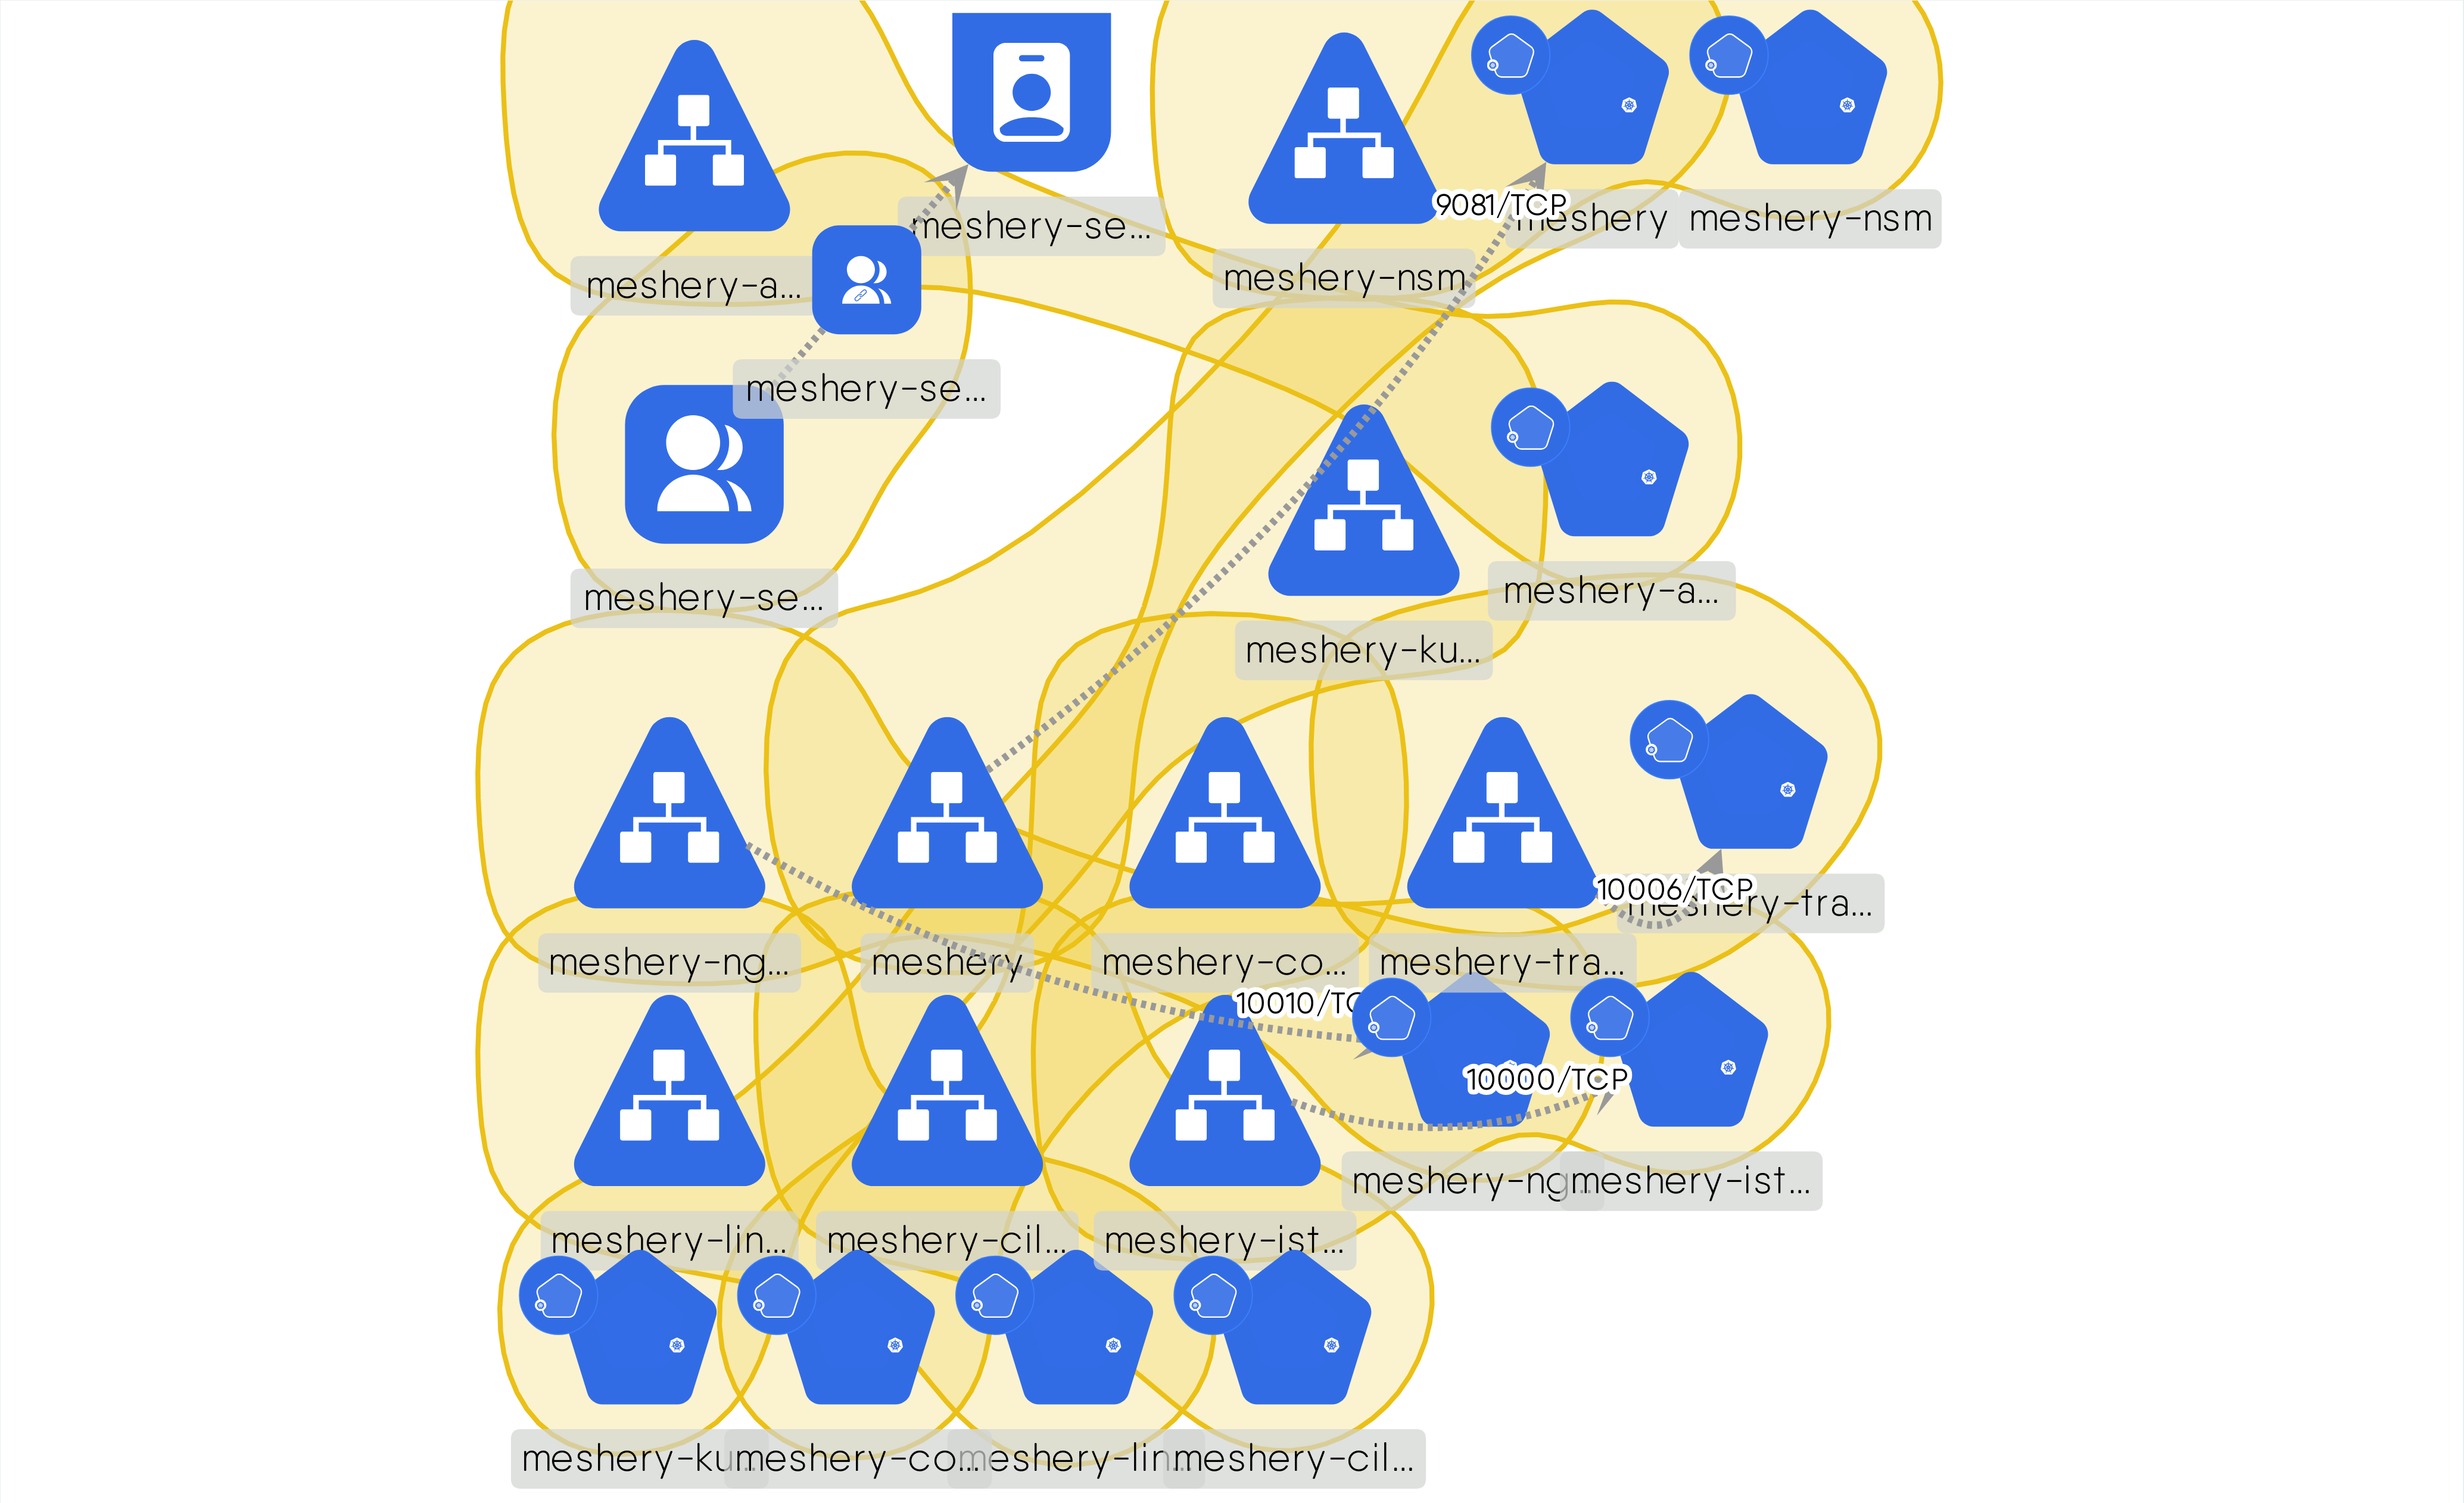 9081/TCP
meshery
meshery-nsm
meshery-se...
meshery-a...
meshery-nsm
meshery-se...
meshery-se...
meshery-a...
meshery-ku...
10006/TCP
meshery-tra...
meshery-ng...
meshery
meshery-co...
meshery-tra...
10010/TC
10000/TCP
meshery-ng...
meshery-ist...
meshery-lin...
meshery-cil...
meshery-ist...
meshery-ku...
meshery-co...
meshery-lin...
meshery-cil...